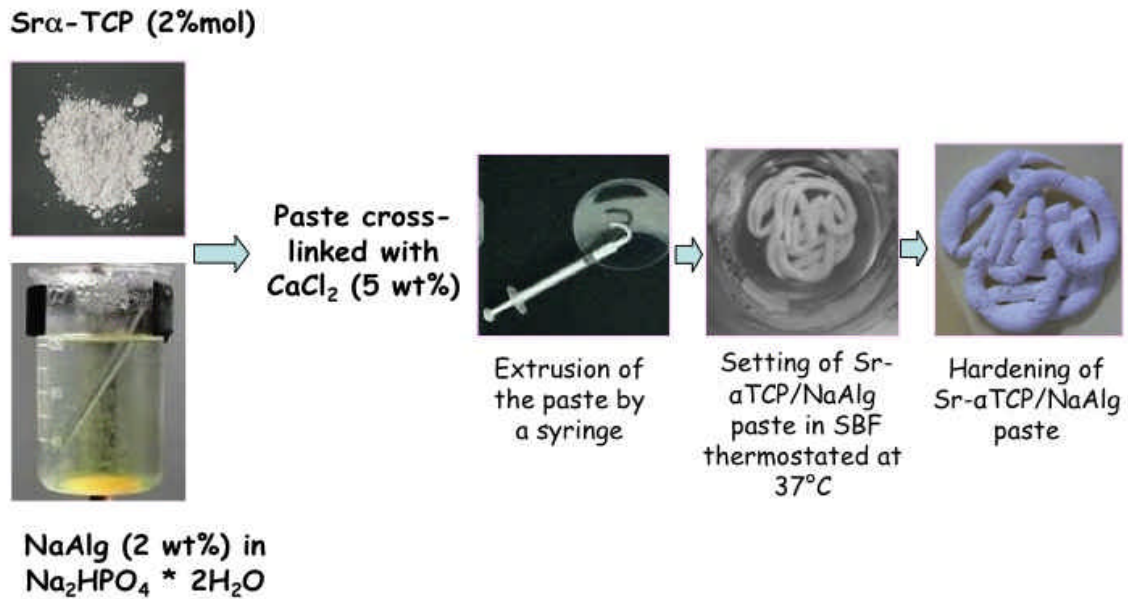 Srα-TCP (2%mol)
Paste cross-
linked with
CaCl₂ (5 wt%)
Extrusion of
the paste by
a syringe
Setting of Sr-
aTCP/NaAlg
paste in SBF
thermostated at
37°C
Hardening of
Sr-aTCP/NaAlg
paste
NaAlg (2 wt%) in
Na₂HPO₄ * 2H₂O